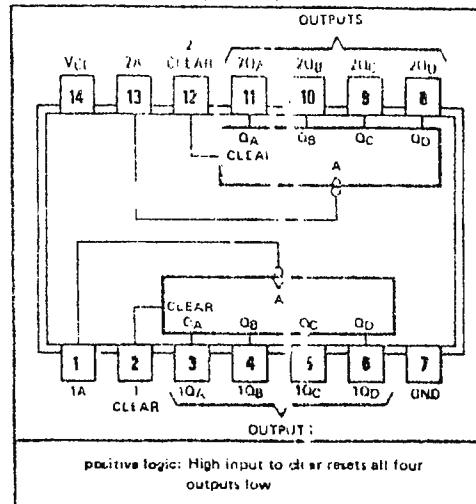 OUTPUTS
VCC 2A 2 CLEAR 2QA 2QB 2QC 2QD
14 13 12 11 10 9 8
QA QB QC QD
CLEAR
A
A
CLEAR
QA QB QC QD
1 2 3 4 5 6 7
1A 1 CLEAR 1QA 1QB 1QC 1QD GND
OUTPUT
positive logic: High input to clear resets all four
outputs low